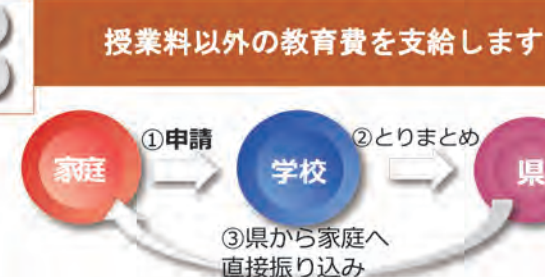 授業料以外の教育費を支給します
①申請
②とりまとめ
家庭
学校
県
③県から家庭へ
直接振り込み